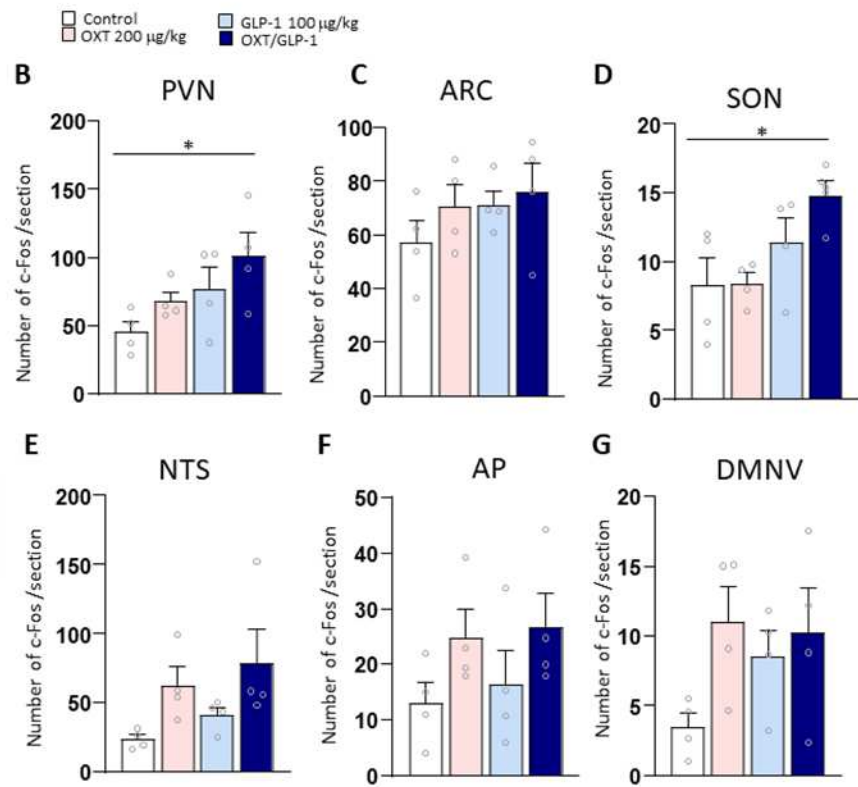 Control
GLP-1 100 µg/kg
OXT 200 µg/kg
OXT/GLP-1
B
PVN
Number of c-Fos /section
200
150
100
50
0
*
C
ARC
Number of c-Fos /section
100
80
60
40
20
0
D
SON
Number of c-Fos /section
20
15
10
5
0
*
E
NTS
Number of c-Fos /section
200
150
100
50
0
F
AP
Number of c-Fos /section
50
40
30
20
10
0
G
DMNV
Number of c-Fos /section
20
15
10
5
0